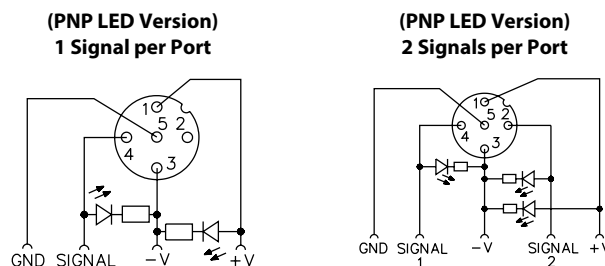 (PNP LED Version)
1 Signal per Port
1
5
2
4
3
GND
SIGNAL
-V
+V
(PNP LED Version)
2 Signals per Port
1
5
2
4
3
GND
SIGNAL
1
-V
SIGNAL
2
+V